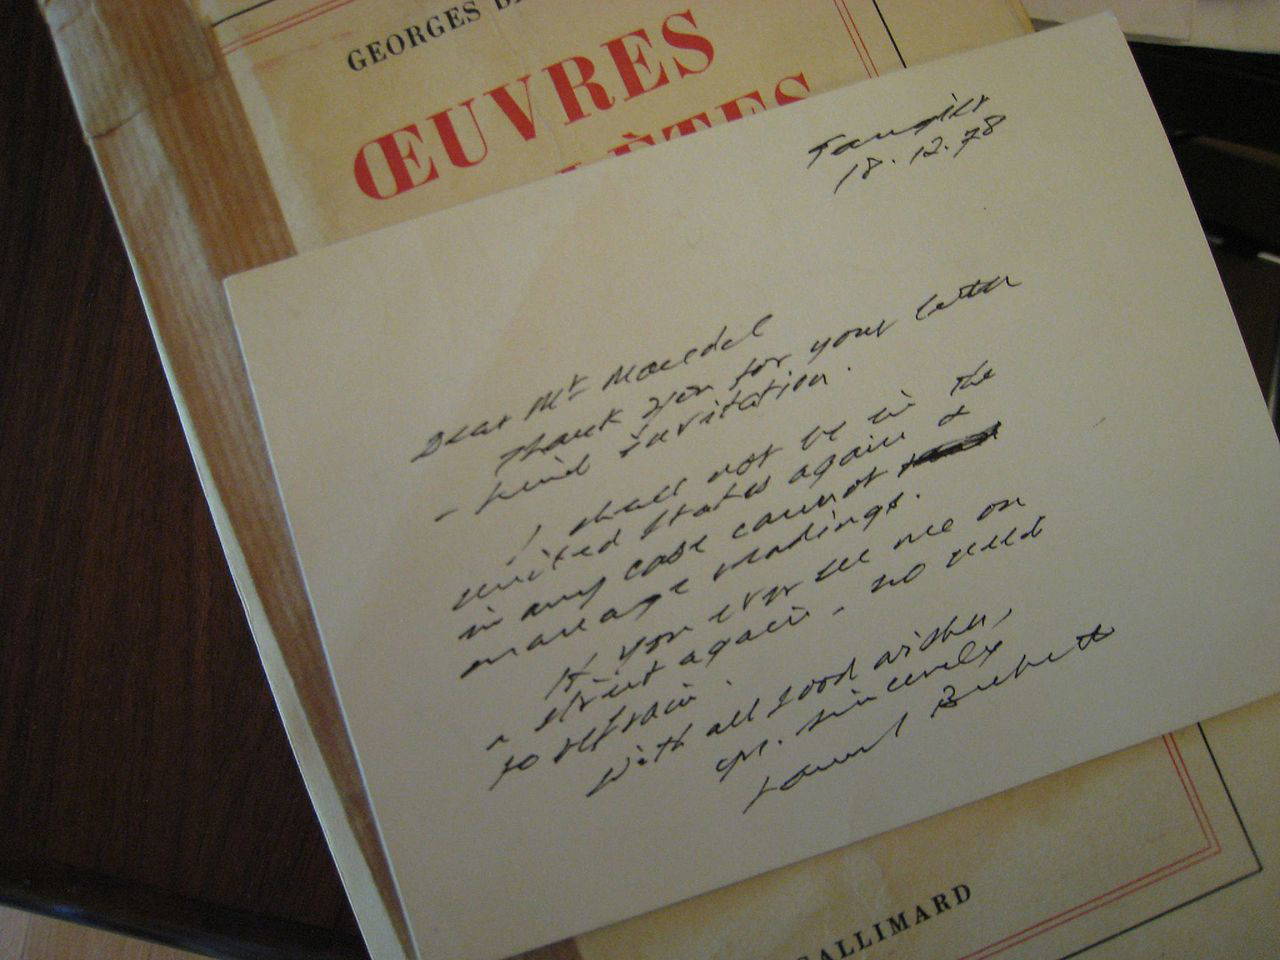 GEORGES
ŒUVRES
Tangier
18.12.78
Dear Mr Mandel
Thank you for your letter
- kind invitation.
I shall not be in the
United States again &
in any case cannot
manage readings.
If you ever see me on
a street again - no need
to refrain.
With all good wishes,
yrs. sincerely
Samuel Beckett
GALLIMARD